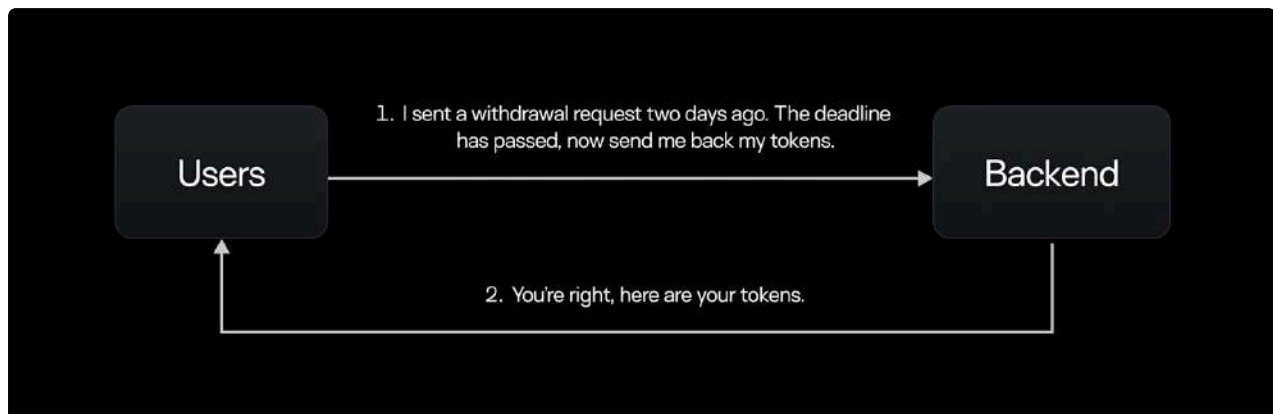 1. I sent a withdrawal request two days ago. The deadline
has passed, now send me back my tokens.
Users
Backend
2. You're right, here are your tokens.